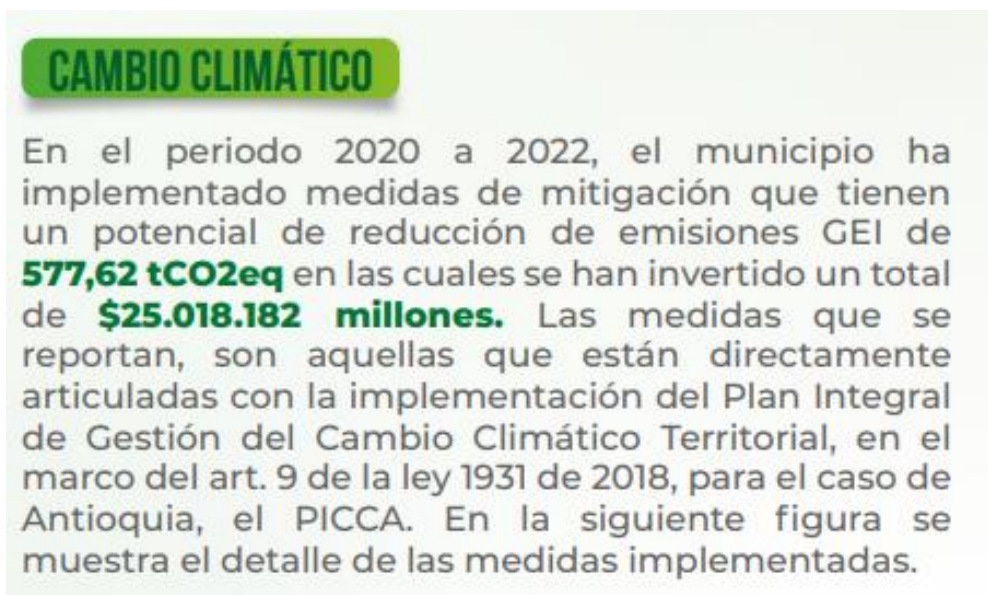 CAMBIO CLIMÁTICO
En el periodo 2020 a 2022, el municipio ha
implementado medidas de mitigación que tienen
un potencial de reducción de emisiones GEI de
577,62 tCO2eq en las cuales se han invertido un total
de $25.018.182 millones. Las medidas que se
reportan, son aquellas que están directamente
articuladas con la implementación del Plan Integral
de Gestión del Cambio Climático Territorial, en el
marco del art. 9 de la ley 1931 de 2018, para el caso de
Antioquia, el PICCA. En la siguiente figura se
muestra el detalle de las medidas implementadas.